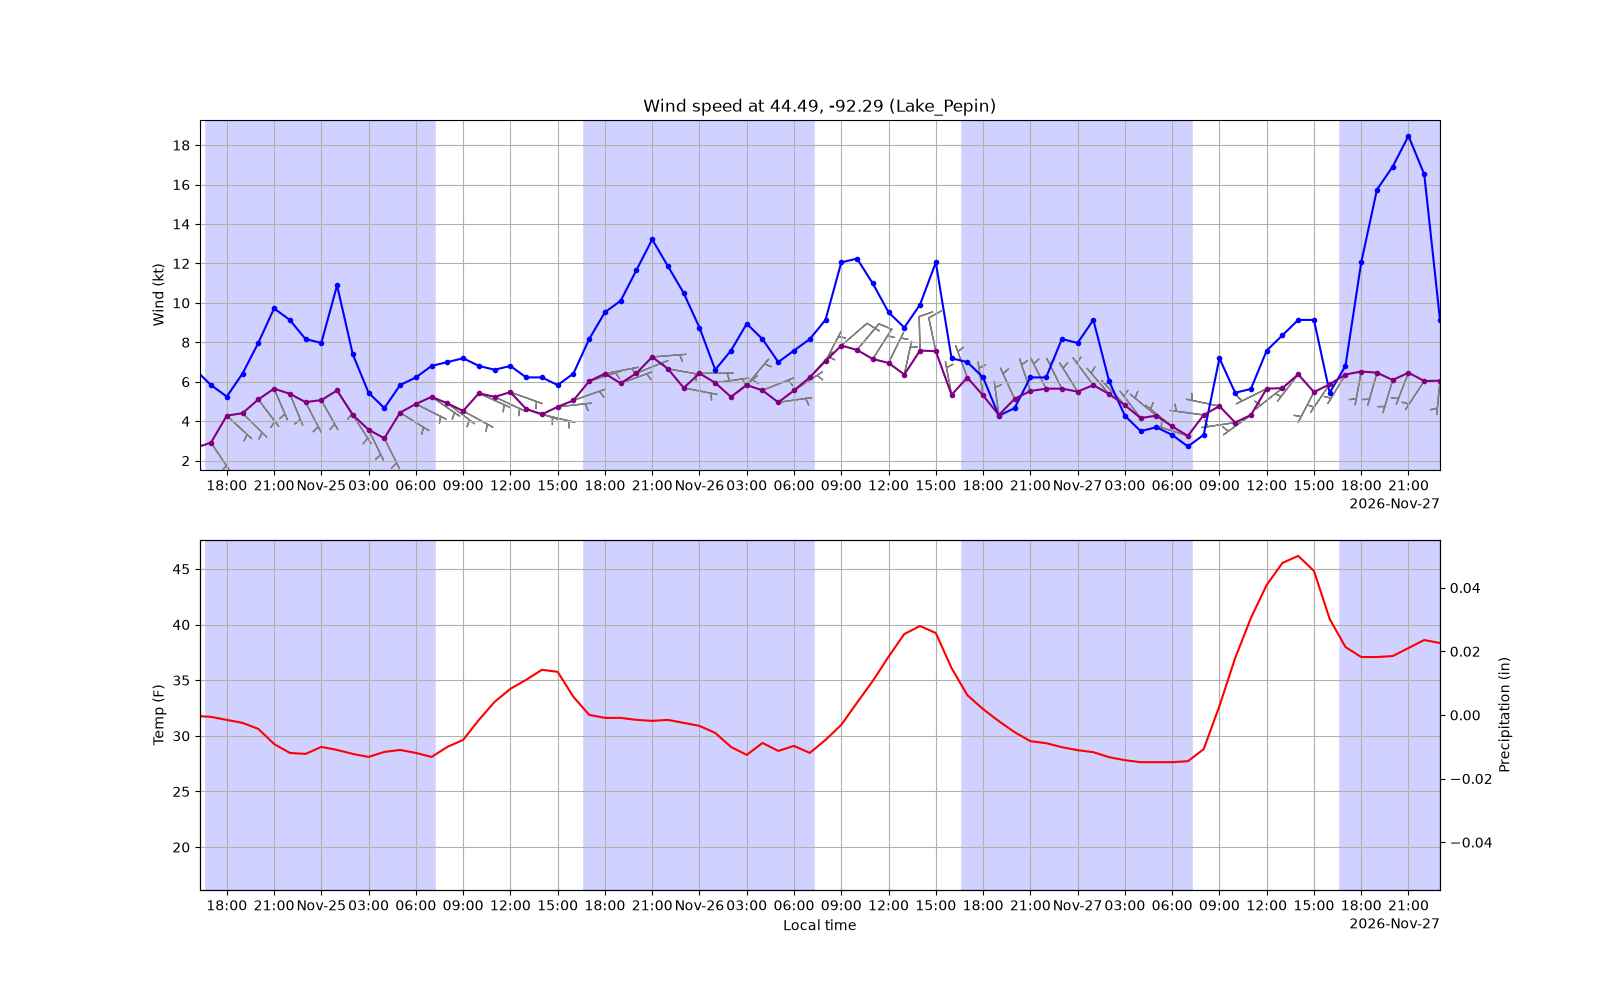 Wind speed at 44.49, -92.29 (Lake_Pepin)
18
16
14
12
10
8
6
4
2
Wind (kt)
18:00 21:00 Nov-25 03:00 06:00 09:00 12:00 15:00 18:00 21:00 Nov-26 03:00 06:00 09:00 12:00 15:00 18:00 21:00 Nov-27 03:00 06:00 09:00 12:00 15:00 18:00 21:00
2026-Nov-27
45
40
35
30
25
20
Temp (F)
0.04
0.02
0.00
−0.02
−0.04
Precipitation (in)
18:00 21:00 Nov-25 03:00 06:00 09:00 12:00 15:00 18:00 21:00 Nov-26 03:00 06:00 09:00 12:00 15:00 18:00 21:00 Nov-27 03:00 06:00 09:00 12:00 15:00 18:00 21:00
Local time
2026-Nov-27